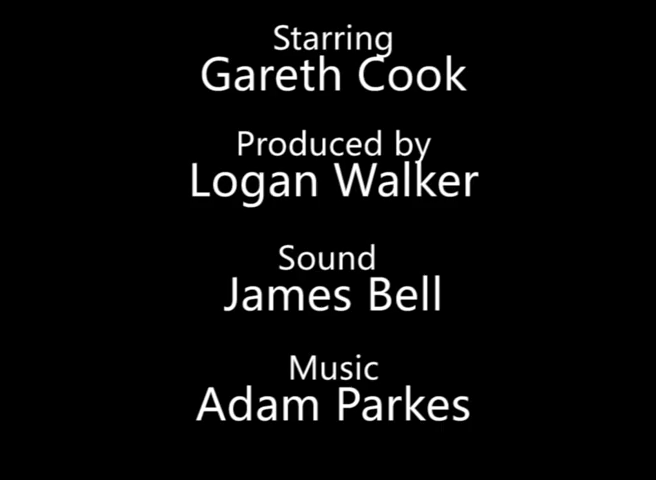 Starring
Gareth Cook
Produced by
Logan Walker
Sound
James Bell
Music
Adam Parkes